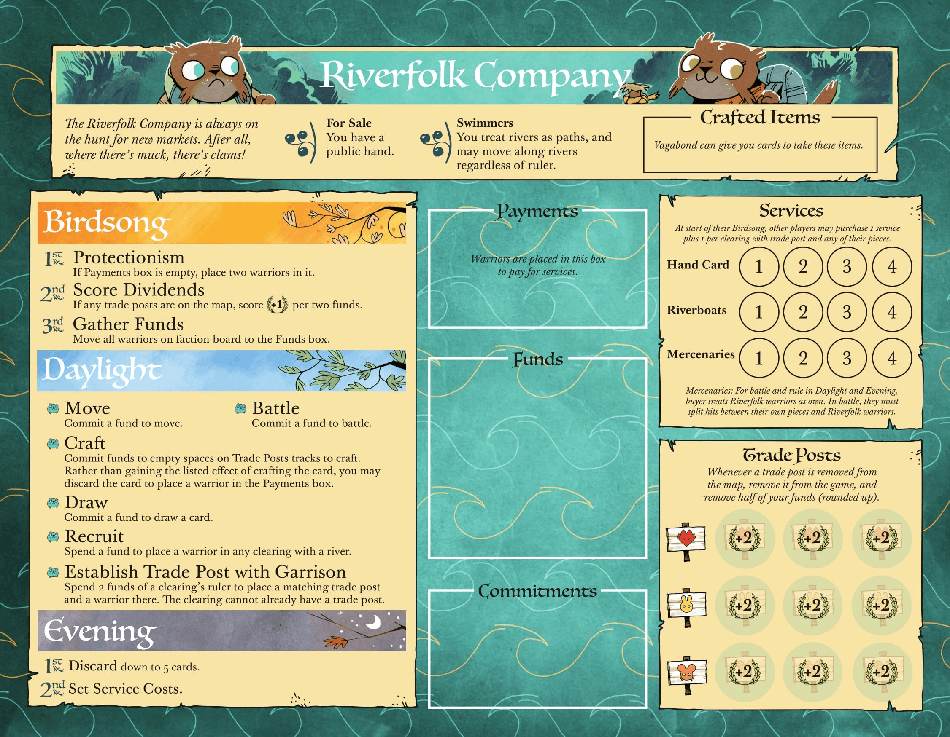 Riverfolk Company
The Riverfolk Company is always on
the hunt for new markets. After all,
where there's muck, there's clams!
For Sale
You have a
public hand.
Swimmers
You treat rivers as paths, and
may move along rivers
regardless of ruler.
Crafted Items
Vagabond can give you cards to take these items.
Birdsong
1st Protectionism
If Payments box is empty, place two warriors in it.
2nd Score Dividends
If any trade posts are on the map, score +1 per two funds.
3rd Gather Funds
Move all warriors on faction board to the Funds box.
Daylight
Move
Commit a fund to move.
Battle
Commit a fund to battle.
Craft
Commit funds to empty spaces on Trade Posts tracks to craft.
Rather than gaining the listed effect of crafting the card, you may
discard the card to place a warrior in the Payments box.
Draw
Commit a fund to draw a card.
Recruit
Spend a fund to place a warrior in any clearing with a river.
Establish Trade Post with Garrison
Spend 2 funds of a clearing's ruler to place a matching trade post
and a warrior there. The clearing cannot already have a trade post.
Evening
1st Discard down to 5 cards.
2nd Set Service Costs.
Payments
Warriors are placed in this box
to pay for services.
Funds
Commitments
Services
At start of their Birdsong, other players may purchase 1 service
plus 1 per clearing with trade post and any of their pieces.
Hand Card 1 2 3 4
Riverboats 1 2 3 4
Mercenaries 1 2 3 4
Mercenaries: For battle and rule in Daylight and Evening,
buyer treats Riverfolk warriors as own. In battle, they must
split hits between their own pieces and Riverfolk warriors.
Trade Posts
Whenever a trade post is removed from
the map, remove it from the game, and
remove half of your funds (rounded up).
+2 +2 +2
+2 +2 +2
+2 +2 +2